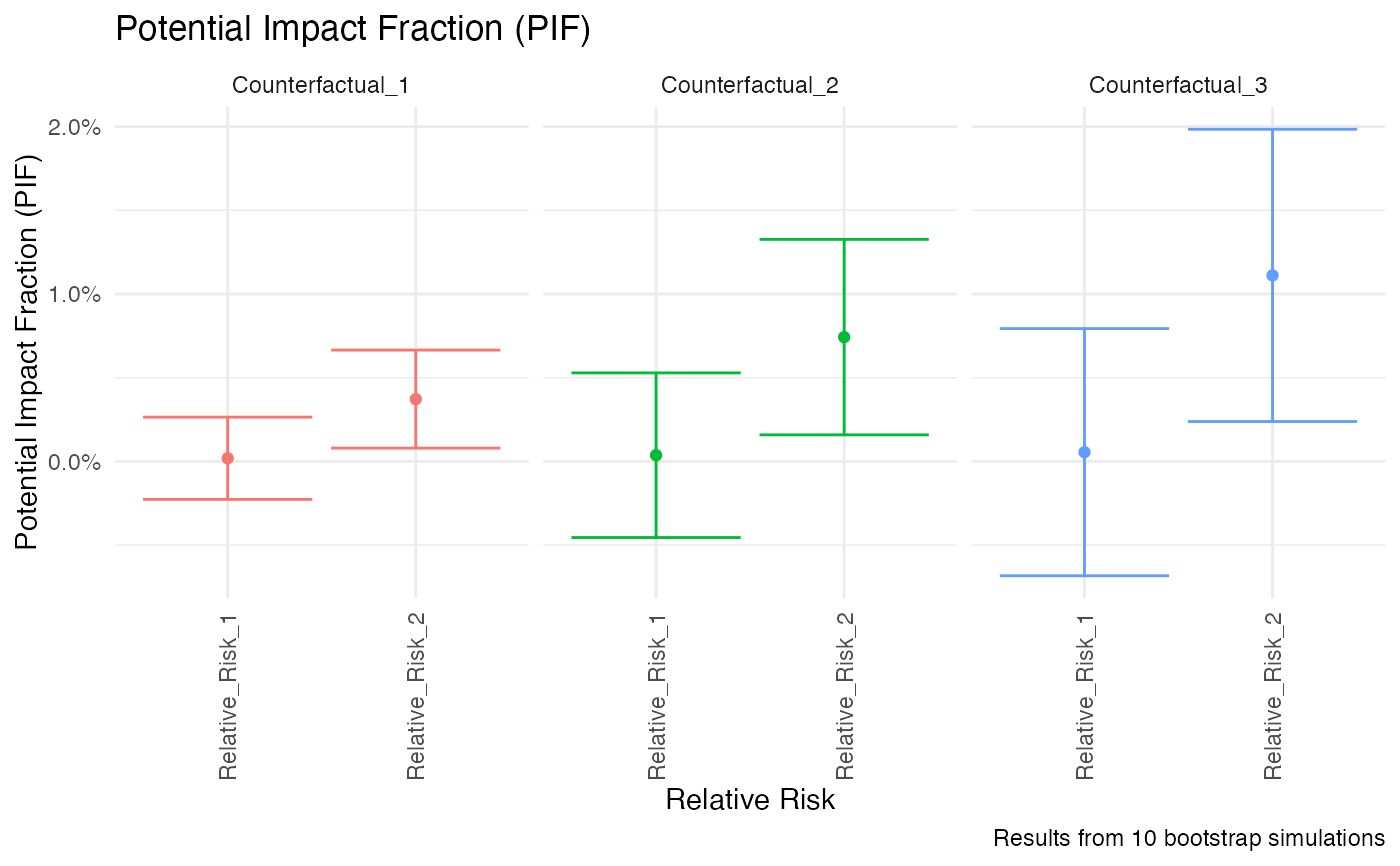 Potential Impact Fraction (PIF)
Counterfactual_1
Counterfactual_2
Counterfactual_3
Potential Impact Fraction (PIF)
2.0%
1.0%
0.0%
Relative_Risk_1
Relative_Risk_2
Relative_Risk_1
Relative_Risk_2
Relative_Risk_1
Relative_Risk_2
Relative Risk
Results from 10 bootstrap simulations